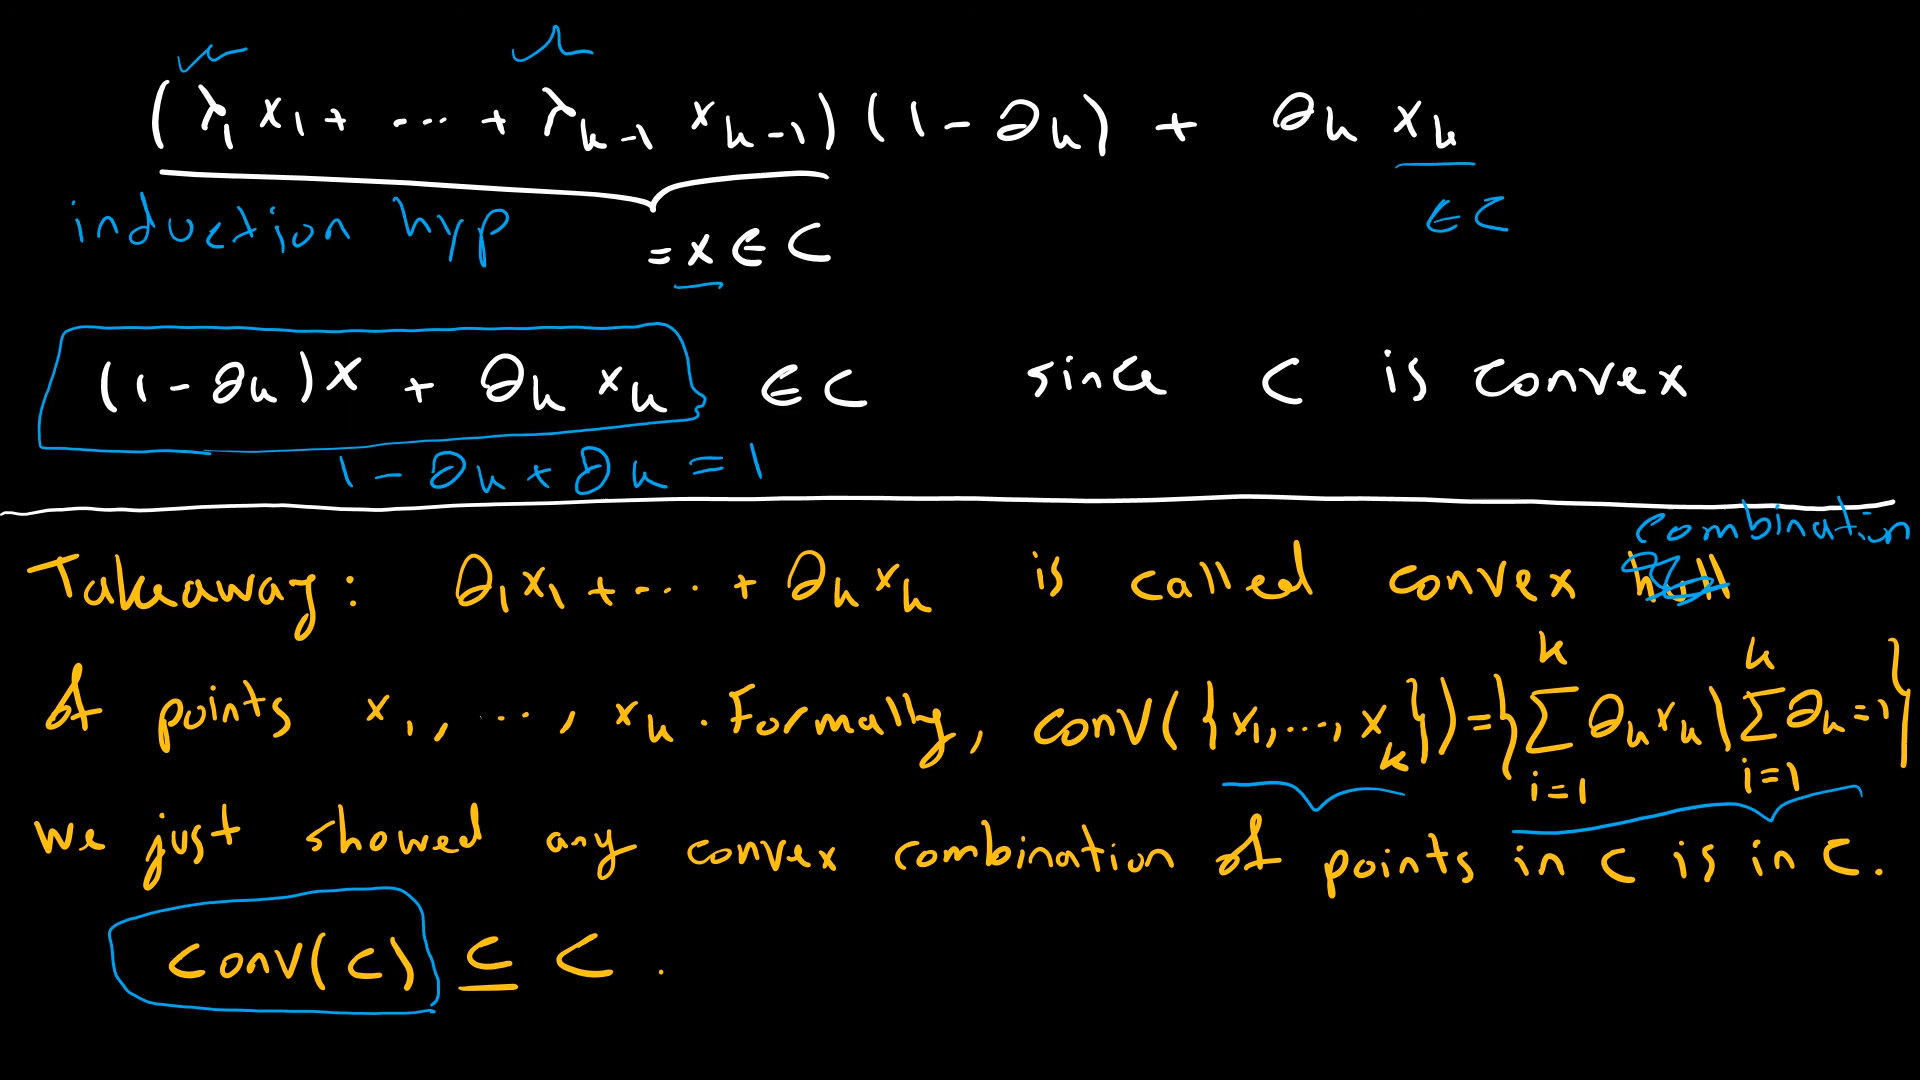 (λ₁ x₁ + ... + λₖ₋₁ xₖ₋₁)(1 - θₖ) + θₖ xₖ
induction hyp = x ∈ C ∈ C
(1 - θₖ)x + θₖ xₖ ∈ C since C is convex
1 - θₖ + θₖ = 1
combination
Takeaway: θ₁x₁ + ... + θₖxₖ is called convex
of points x₁, ..., xₖ. Formally, conv({x₁, ..., xₖ}) = {∑ᵢ₌₁ᵏ θₖxₖ | ∑ᵢ₌₁ᵏ θₖ = 1}
we just showed any convex combination of points in C is in C.
conv(C) ⊆ C.